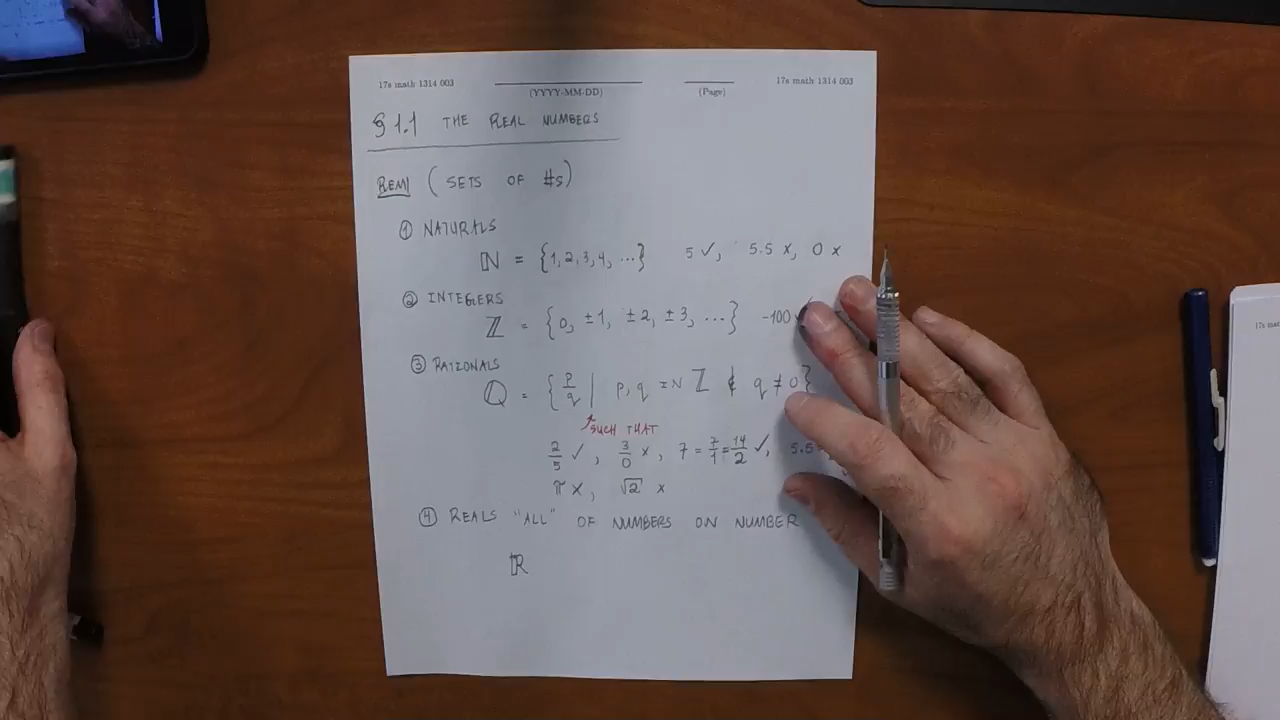 17s math 1314 003 (YYYY-MM-DD) (Page) 17s math 1314 003
§ 1.1 THE REAL NUMBERS
REM (SETS OF #s)
① NATURALS
ℕ = {1, 2, 3, 4, ...} 5 ✓, 5.5 x, 0 x
② INTEGERS
ℤ = {0, ±1, ±2, ±3, ...} -100 ✓
③ RATIONALS
ℚ = {p/q | p, q IN ℤ & q ≠ 0}
SUCH THAT
2/5 ✓, 3/0 x, 7 = 7/1 = 14/2 ✓, 5.5
π x, √2 x
④ REALS "ALL" OF NUMBERS ON NUMBER
ℝ